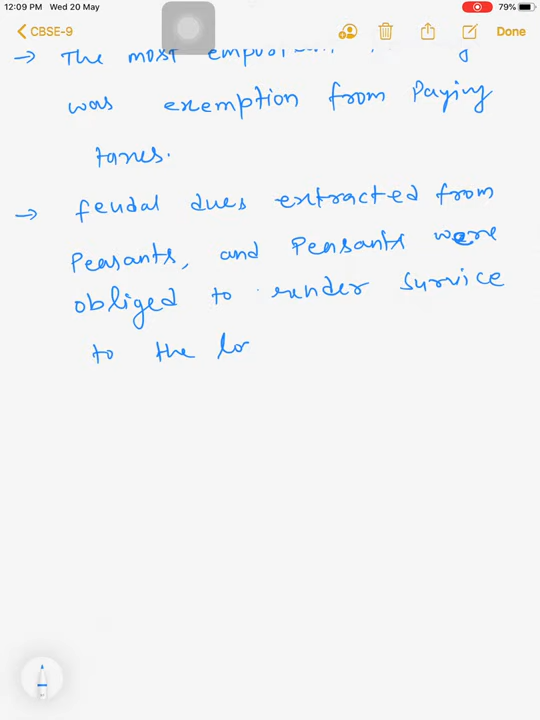 12:09 PM Wed 20 May 79%
CBSE-9 Done
→ The most
was exemption from Paying
taxes.
→ feudal dues extracted from
Peasants, and Peasants were
obliged to render survice
to the lo